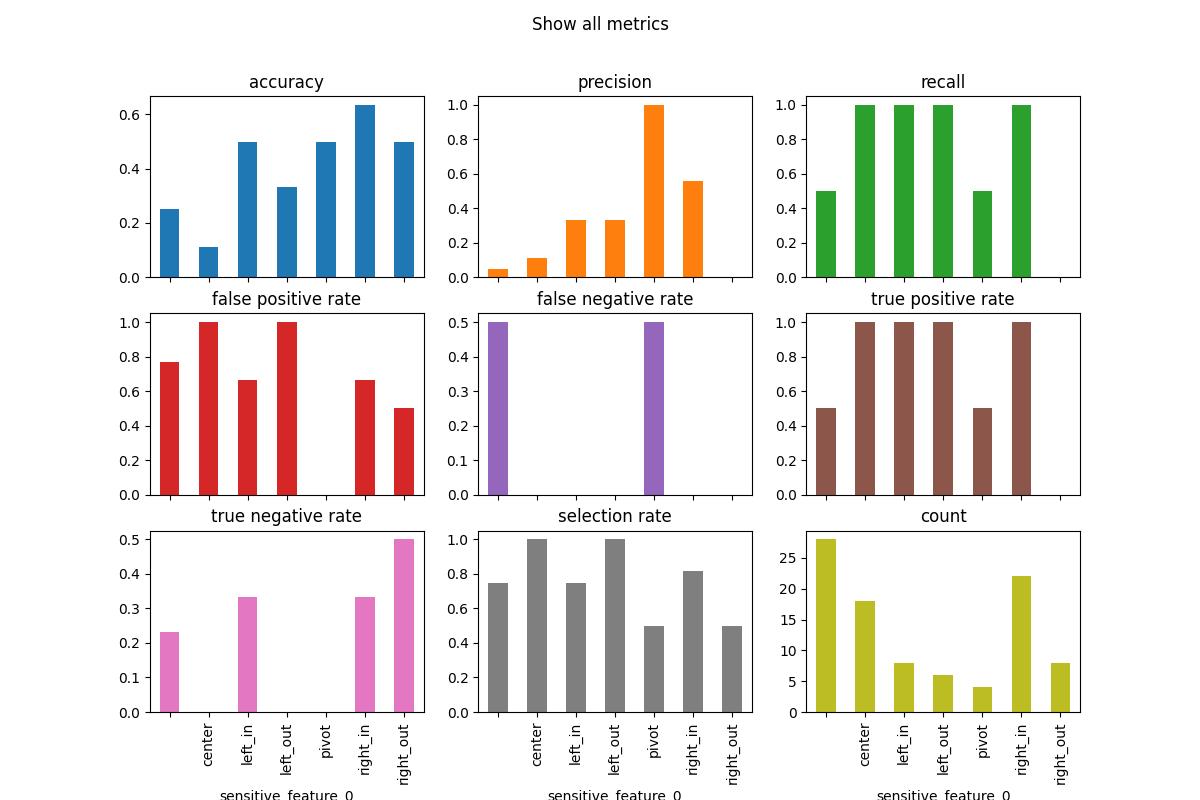 Show all metrics
accuracy
0.6
0.4
0.2
0.0
precision
1.0
0.8
0.6
0.4
0.2
0.0
recall
1.0
0.8
0.6
0.4
0.2
0.0
false positive rate
1.0
0.8
0.6
0.4
0.2
0.0
false negative rate
0.5
0.4
0.3
0.2
0.1
0.0
true positive rate
1.0
0.8
0.6
0.4
0.2
0.0
true negative rate
0.5
0.4
0.3
0.2
0.1
0.0
center
left_in
left_out
pivot
right_in
right_out
sensitive_feature_0
selection rate
1.0
0.8
0.6
0.4
0.2
0.0
center
left_in
left_out
pivot
right_in
right_out
sensitive_feature_0
count
25
20
15
10
5
0
center
left_in
left_out
pivot
right_in
right_out
sensitive_feature_0